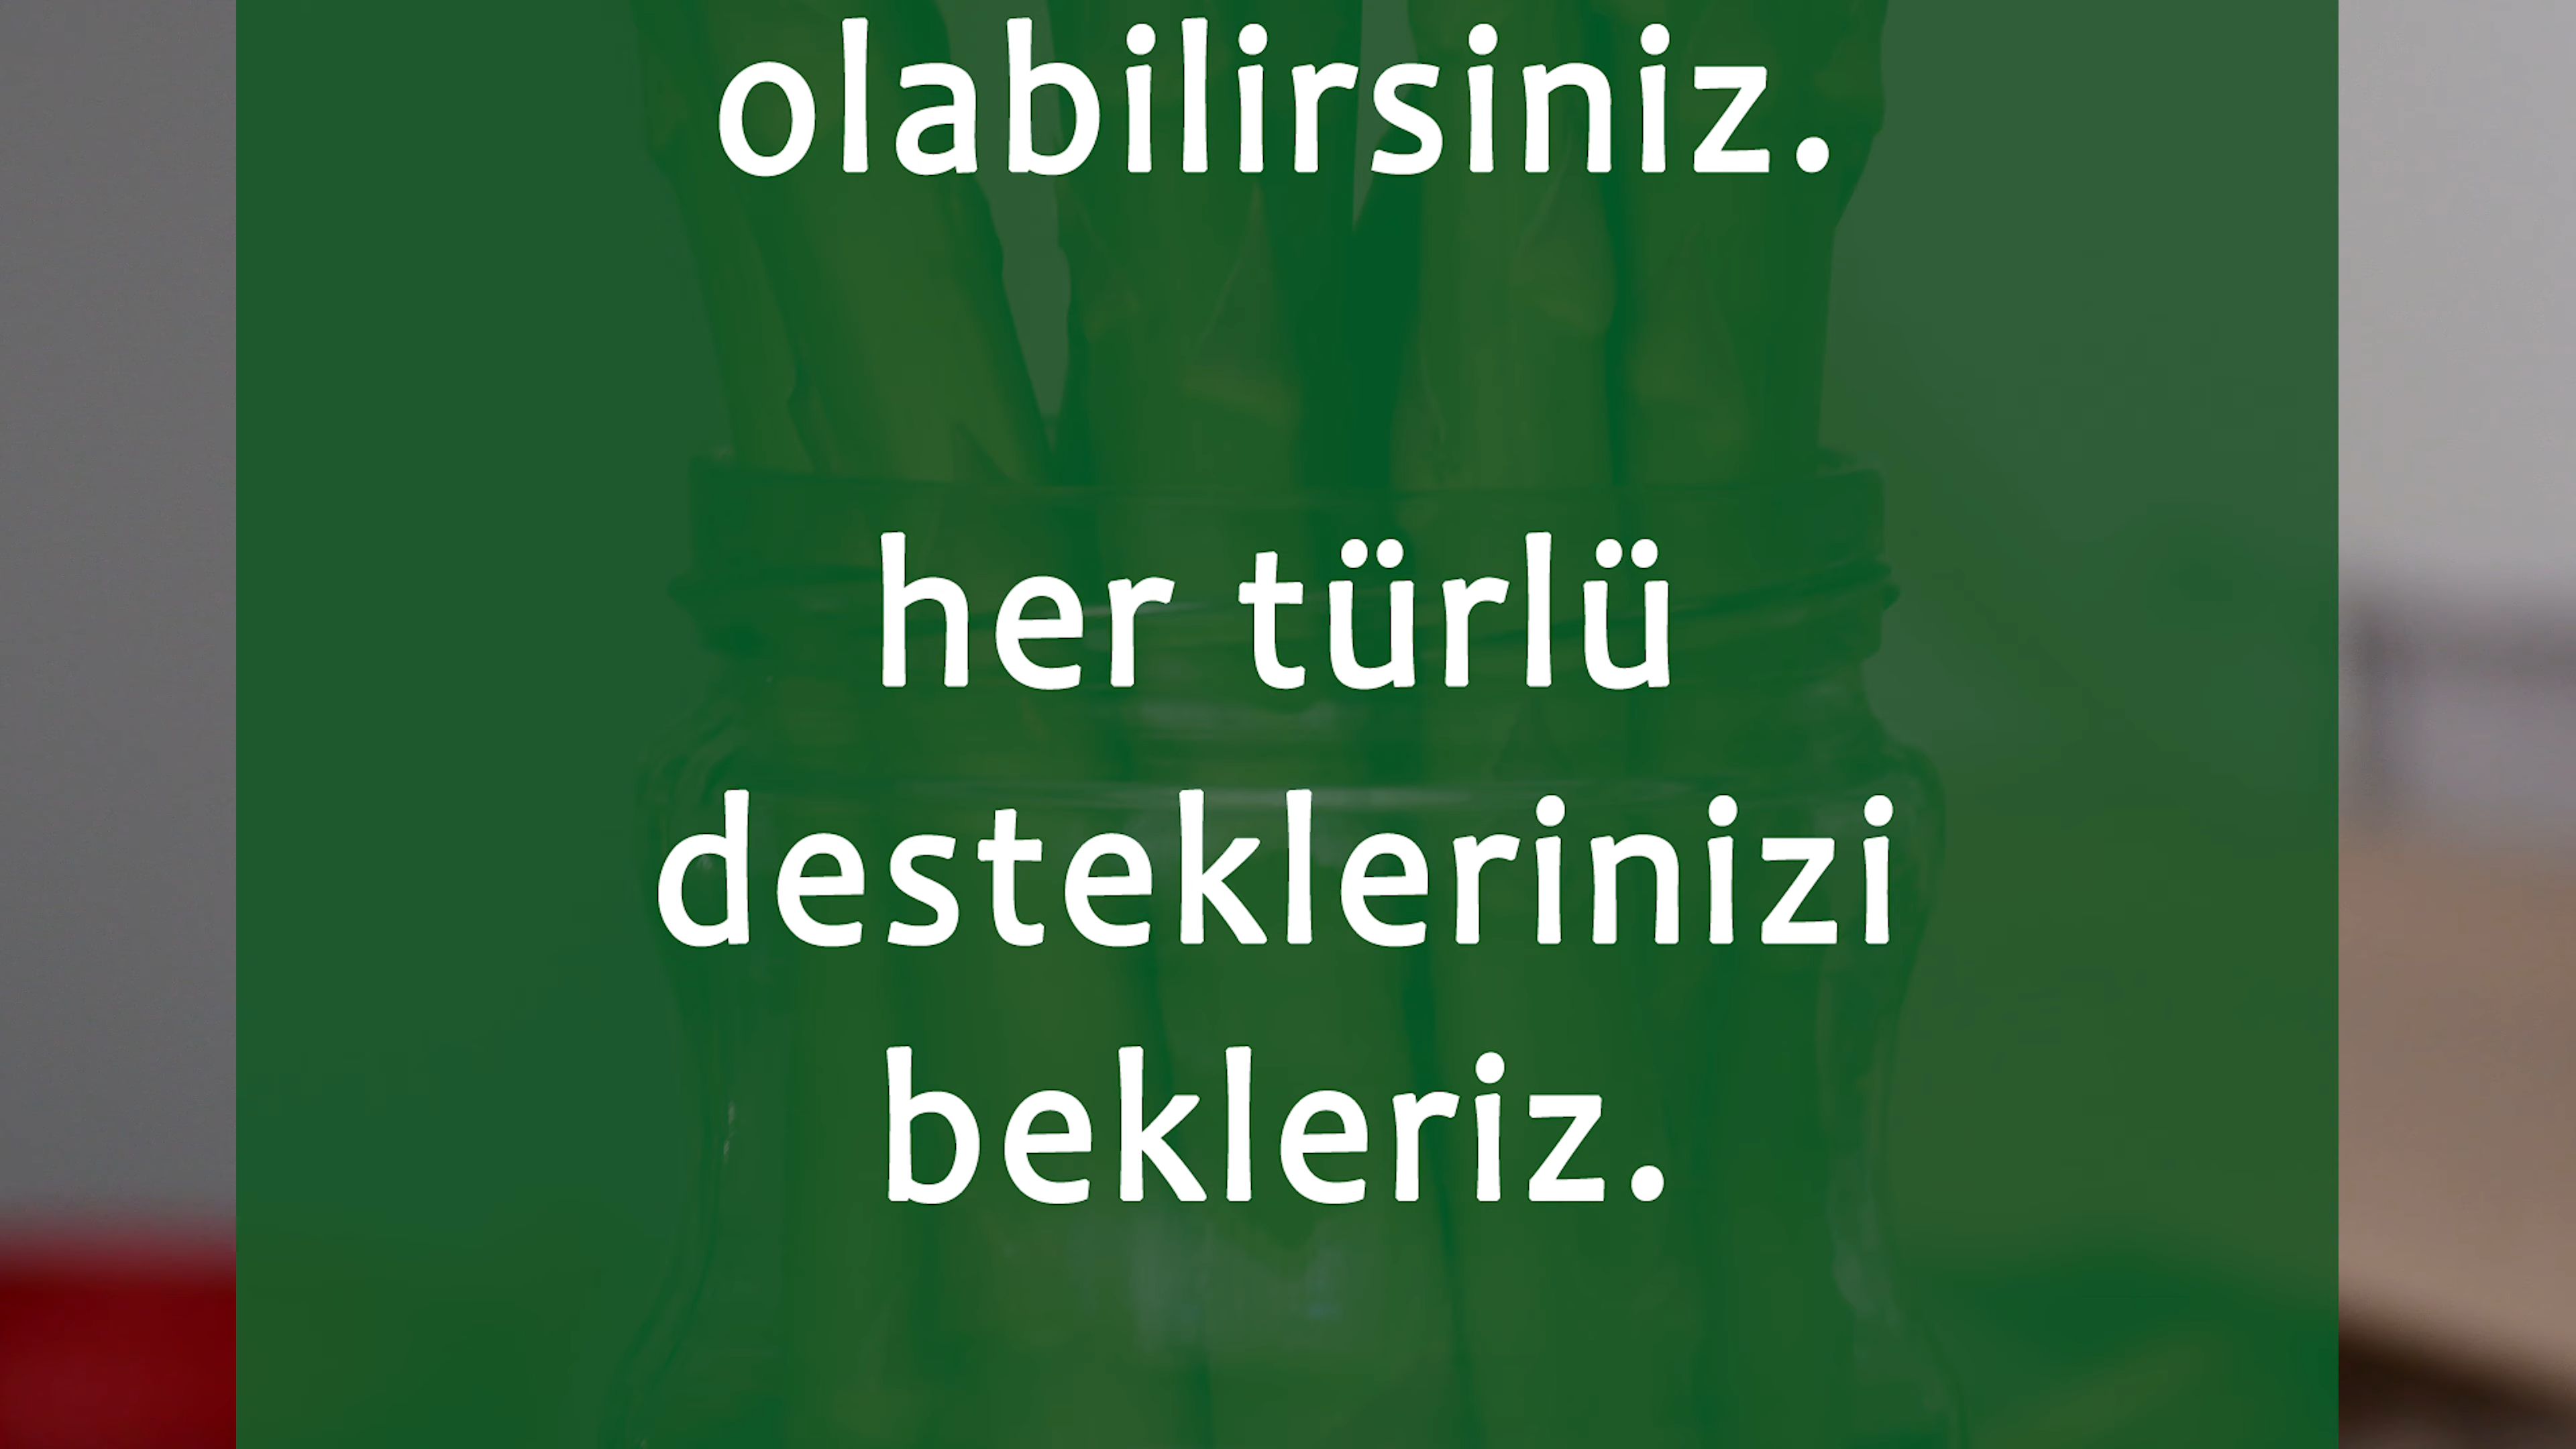 olabilirsiniz.
her türlü
desteklerinizi
bekleriz.